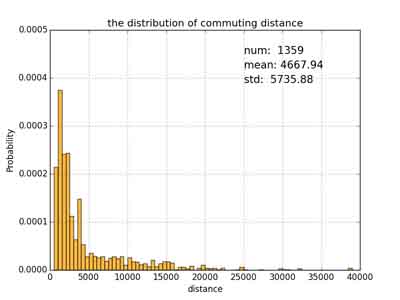 the distribution of commuting distance
0.0005
num: 1359
mean: 4667.94
std: 5735.88
0.0004
0.0003
0.0002
0.0001
0.0000
Probability
0 5000 10000 15000 20000 25000 30000 35000 40000
distance